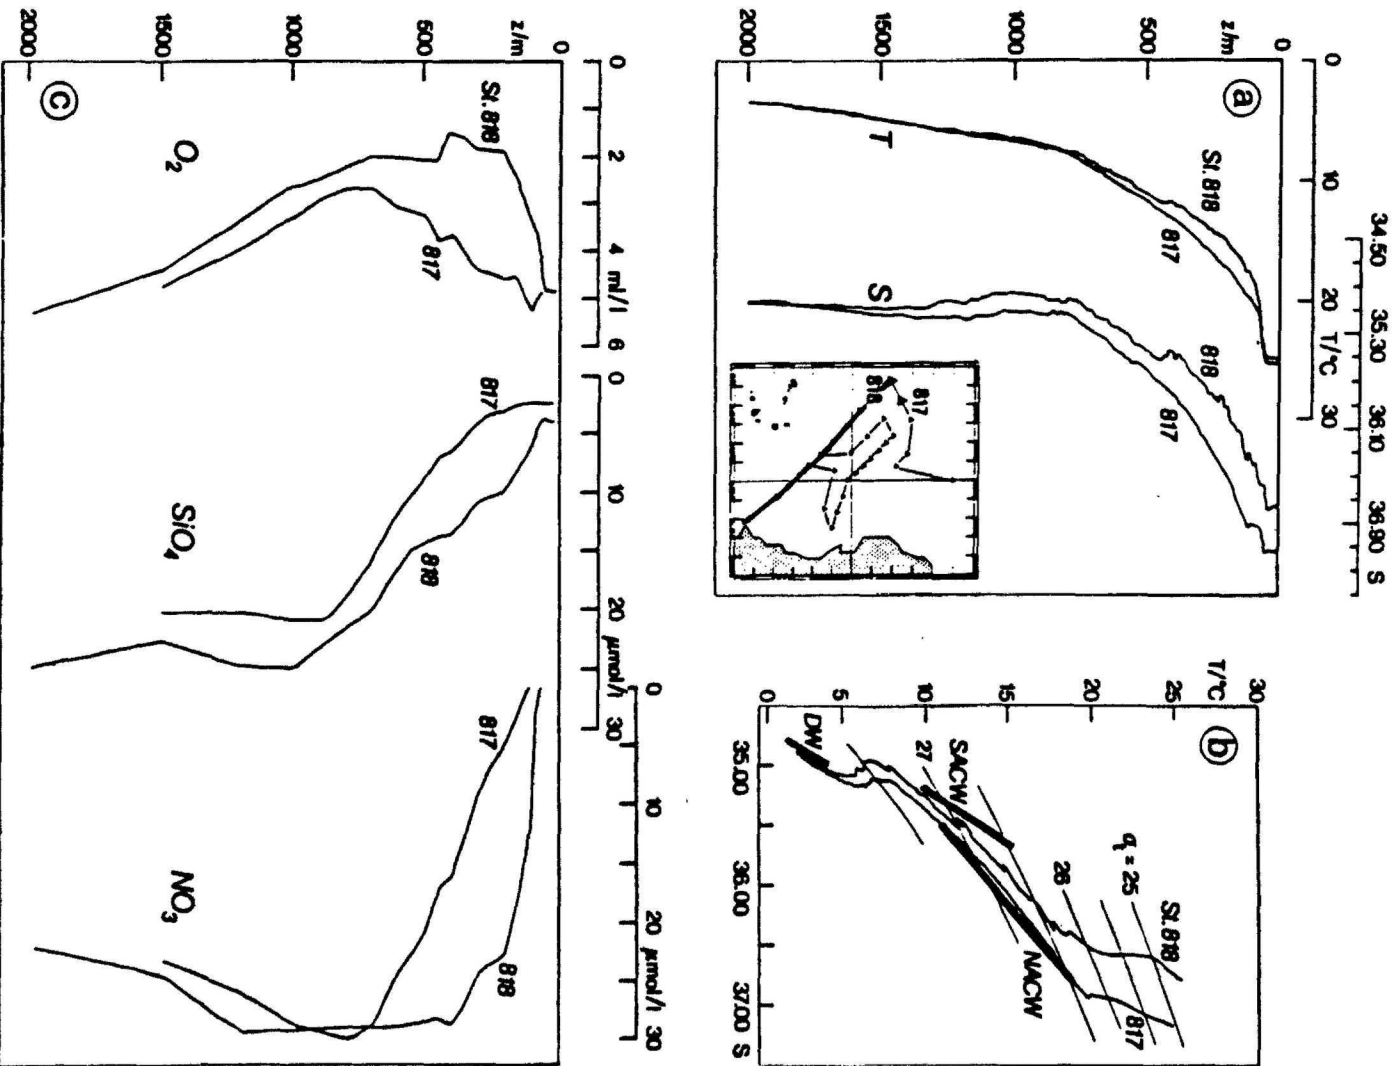 34.50 35.30 36.10 36.90 S
0 10 20 30
T/°C
a
0
z/m
500
1000
1500
2000
St. 818
817
T
818
817
S
817
818
b
T/°C
30
25
20
15
10
5
0
35.00 36.00 37.00 S
St. 818
817
σt = 25
26
27
SACW
NACW
DW
c
0
z/m
500
1000
1500
2000
0 2 4 ml/l 6
0 10 20 μmol/l 30
0 10 20 μmol/l 30
St. 818
817
O2
817
818
SiO4
817
818
NO3